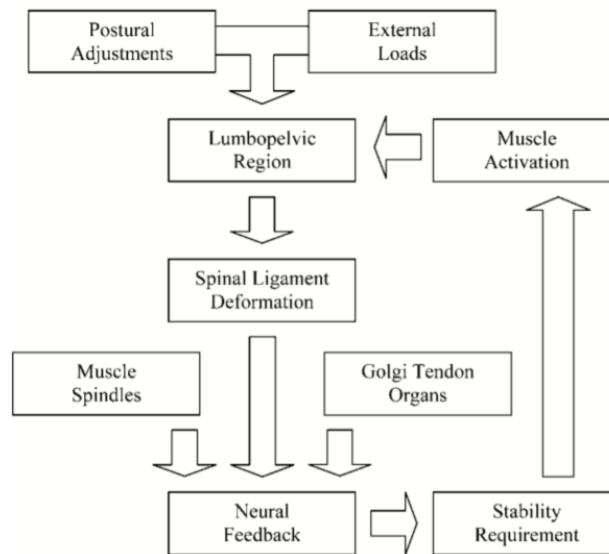 Postural
Adjustments
External
Loads
Lumbopelvic
Region
Muscle
Activation
Spinal Ligament
Deformation
Muscle
Spindles
Golgi Tendon
Organs
Neural
Feedback
Stability
Requirement